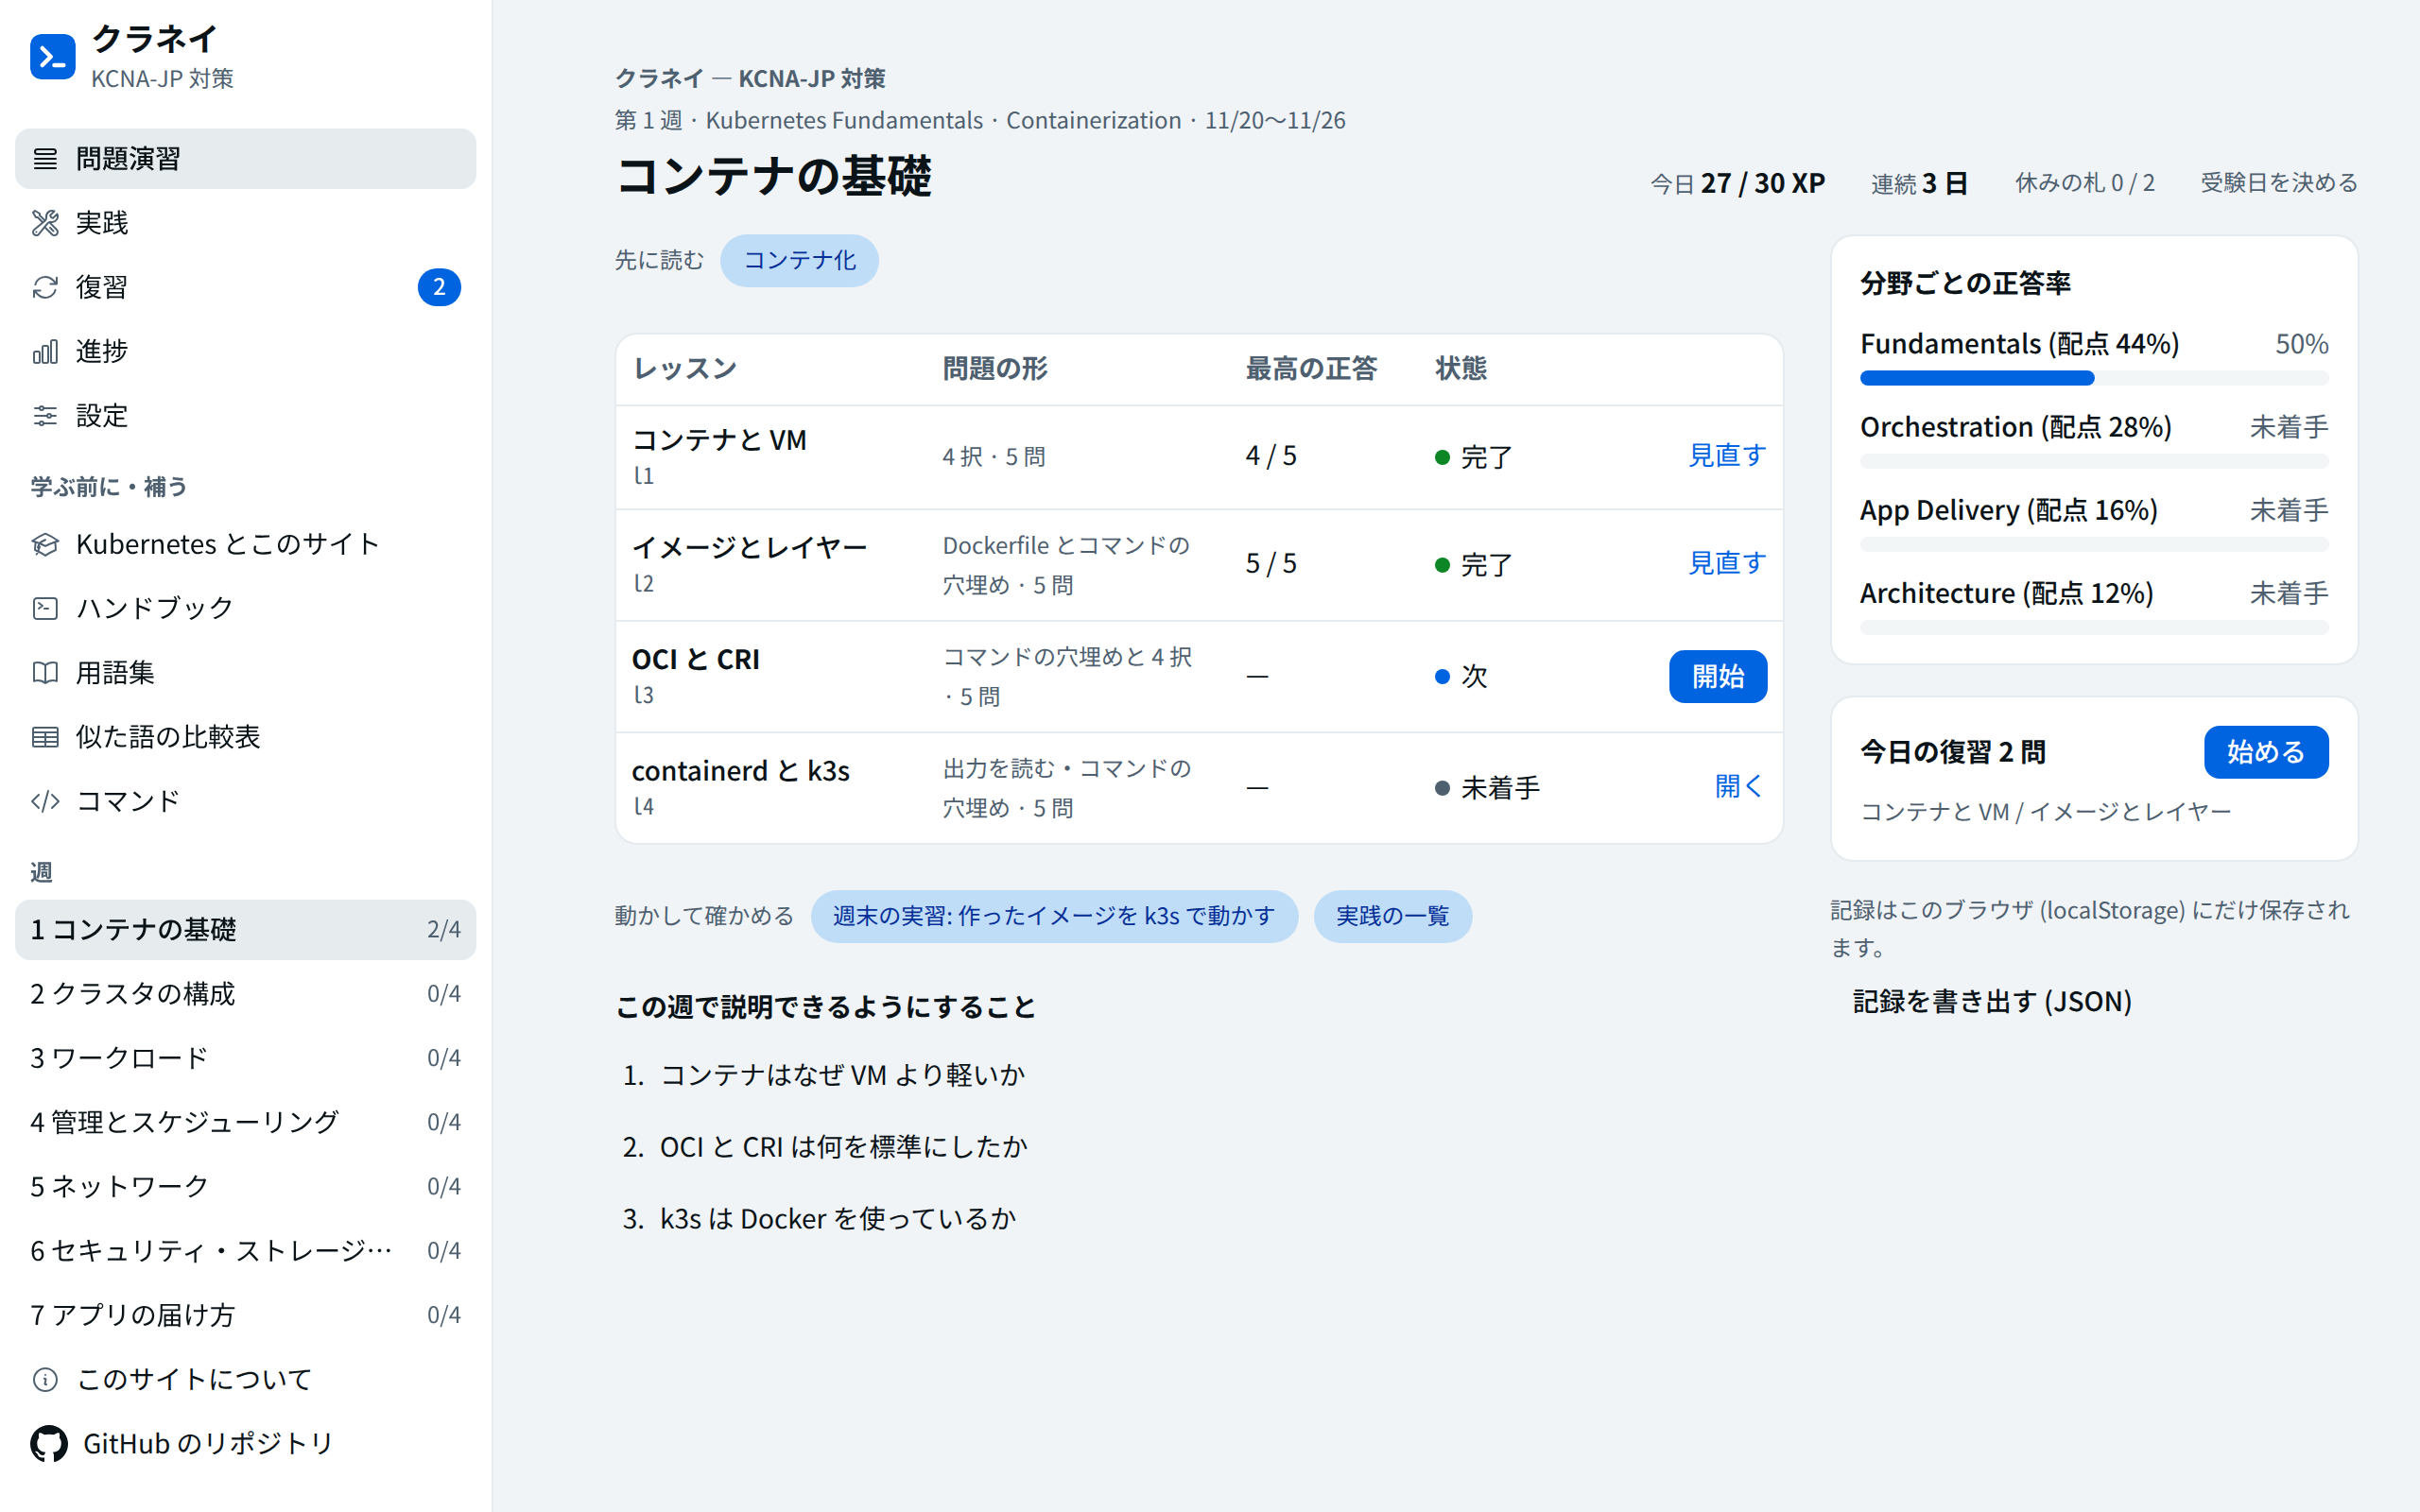 クラネイ
KCNA-JP 対策
問題演習
実践
復習 2
進捗
設定
学ぶ前に・補う
Kubernetes とこのサイト
ハンドブック
用語集
似た語の比較表
コマンド
週
1 コンテナの基礎 2/4
2 クラスタの構成 0/4
3 ワークロード 0/4
4 管理とスケジューリング 0/4
5 ネットワーク 0/4
6 セキュリティ・ストレージ… 0/4
7 アプリの届け方 0/4
このサイトについて
GitHub のリポジトリ
クラネイ — KCNA-JP 対策
第 1 週 · Kubernetes Fundamentals · Containerization · 11/20〜11/26
コンテナの基礎
今日 27 / 30 XP 連続 3 日 休みの札 0 / 2 受験日を決める
先に読む コンテナ化
レッスン 問題の形 最高の正答 状態
コンテナと VM
l1
4 択 · 5 問
4 / 5
完了
見直す
イメージとレイヤー
l2
Dockerfile とコマンドの
穴埋め · 5 問
5 / 5
完了
見直す
OCI と CRI
l3
コマンドの穴埋めと 4 択
· 5 問
—
次
開始
containerd と k3s
l4
出力を読む・コマンドの
穴埋め · 5 問
—
未着手
開く
動かして確かめる 週末の実習: 作ったイメージを k3s で動かす 実践の一覧
この週で説明できるようにすること
1. コンテナはなぜ VM より軽いか
2. OCI と CRI は何を標準にしたか
3. k3s は Docker を使っているか
分野ごとの正答率
Fundamentals (配点 44%) 50%
Orchestration (配点 28%) 未着手
App Delivery (配点 16%) 未着手
Architecture (配点 12%) 未着手
今日の復習 2 問 始める
コンテナと VM / イメージとレイヤー
記録はこのブラウザ (localStorage) にだけ保存され
ます。
記録を書き出す (JSON)